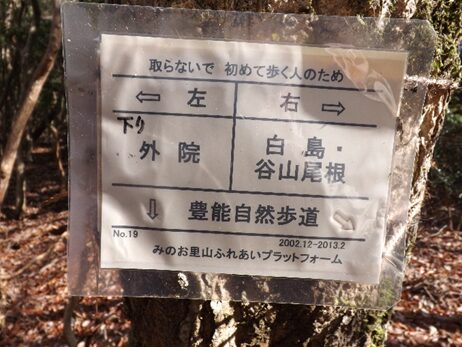 取らないで 初めて歩く人のため
⇦ 左 右 ⇨
下り
外院 白島・
谷山尾根
⇩ 豊能自然歩道 ⇨
No.19 2002.12-2013.2
みのお里山ふれあいプラットフォーム